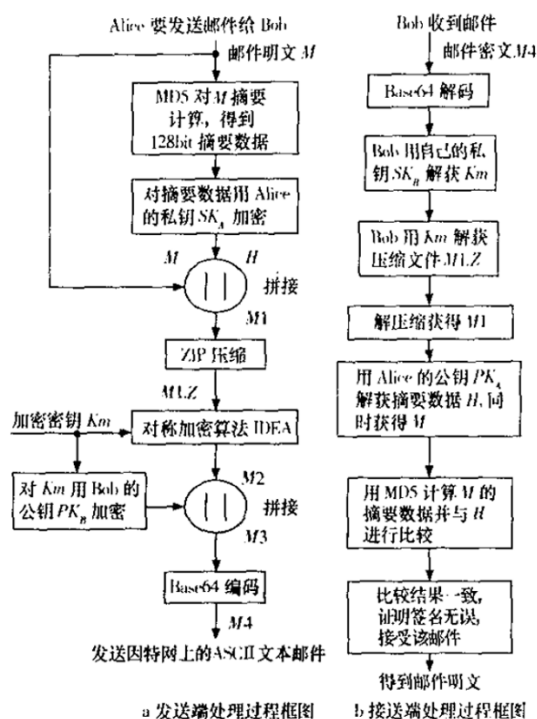 Alice 要发送邮件给 Bob
邮件明文 M
MD5 对 M 摘要
计算，得到
128bit 摘要数据
对摘要数据用 Alice
的私钥 SK_A 加密
M
H
拼接
M1
ZIP 压缩
M1.Z
加密密钥 Km
对称加密算法 IDEA
对 Km 用 Bob 的
公钥 PK_B 加密
M2
拼接
M3
Base64 编码
M4
发送因特网上的ASCII 文本邮件
a 发送端处理过程框图
Bob 收到邮件
邮件密文 M4
Base64 解码
Bob 用自己的私
钥 SK_B 解获 Km
Bob 用 Km 解获
压缩文件 M1.Z
解压缩获得 M1
用 Alice 的公钥 PK_A
解获摘要数据 H, 同
时获得 M
用 MD5 计算 M 的
摘要数据并与 H
进行比较
比较结果一致，
证明签名无误，
接受该邮件
得到邮件明文
b 接送端处理过程框图